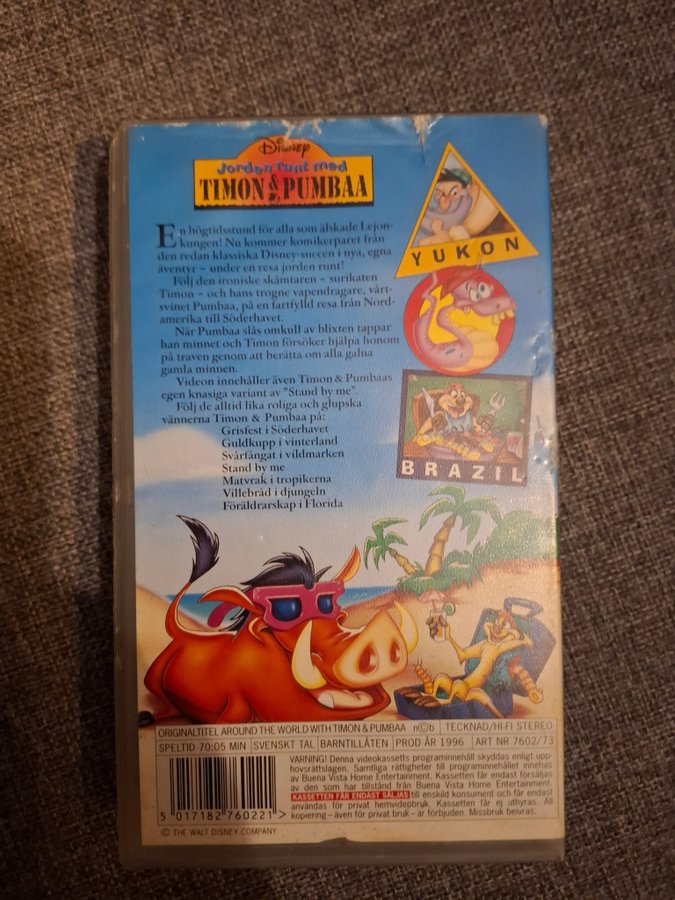 Disney
Jorden runt med
TIMON & PUMBAA
En högtidsstund för alla som älskade Lejon-
kungen! Nu kommer komikerparet från
den redan klassiska Disney-succén i nya, egna
äventyr – under en resa jorden runt!
Följ den ironiske skämtaren – surikaten
Timon – och hans trogne vapendragare, vårt-
svinet Pumbaa, på en fartfylld resa från Nord-
amerika till Söderhavet.
När Pumbaa slås omkull av blixten tappar
han minnet och Timon försöker hjälpa honom
på traven genom att berätta om alla galna
gamla minnen.
Videon innehåller även Timon & Pumbaas
egen knasiga variant av "Stand by me".
Följ de alltid lika roliga och glupska
vännerna Timon & Pumbaa på:
Grisfest i Söderhavet
Guldkupp i vinterland
Svårfångat i vildmarken
Stand by me
Matvrak i tropikerna
Villebråd i djungeln
Föräldrarskap i Florida
YUKON
BRAZIL
ORIGINALTITEL AROUND THE WORLD WITH TIMON & PUMBAA n©b TECKNAD/HI-FI STEREO
SPELTID 70:05 MIN SVENSKT TAL BARNTILLÅTEN PROD ÅR 1996 ART NR 7602/73
VARNING! Denna videokassetts programinnehåll skyddas enligt upp-
hovsrättslagen. Samtliga rättigheter till programinnehållet innehas
av Buena Vista Home Entertainment. Kassetten får endast försäljas
av den som har tillstånd från Buena Vista Home Entertainment.
KASSETTEN FÅR ENDAST SÄLJAS till enskild konsument och får endast
användas för privat hemvideobruk. Kassetten får ej uthyras. All
kopiering – även för privat bruk – är förbjuden. Missbruk beivras.
5 017182 760221 >
© THE WALT DISNEY COMPANY